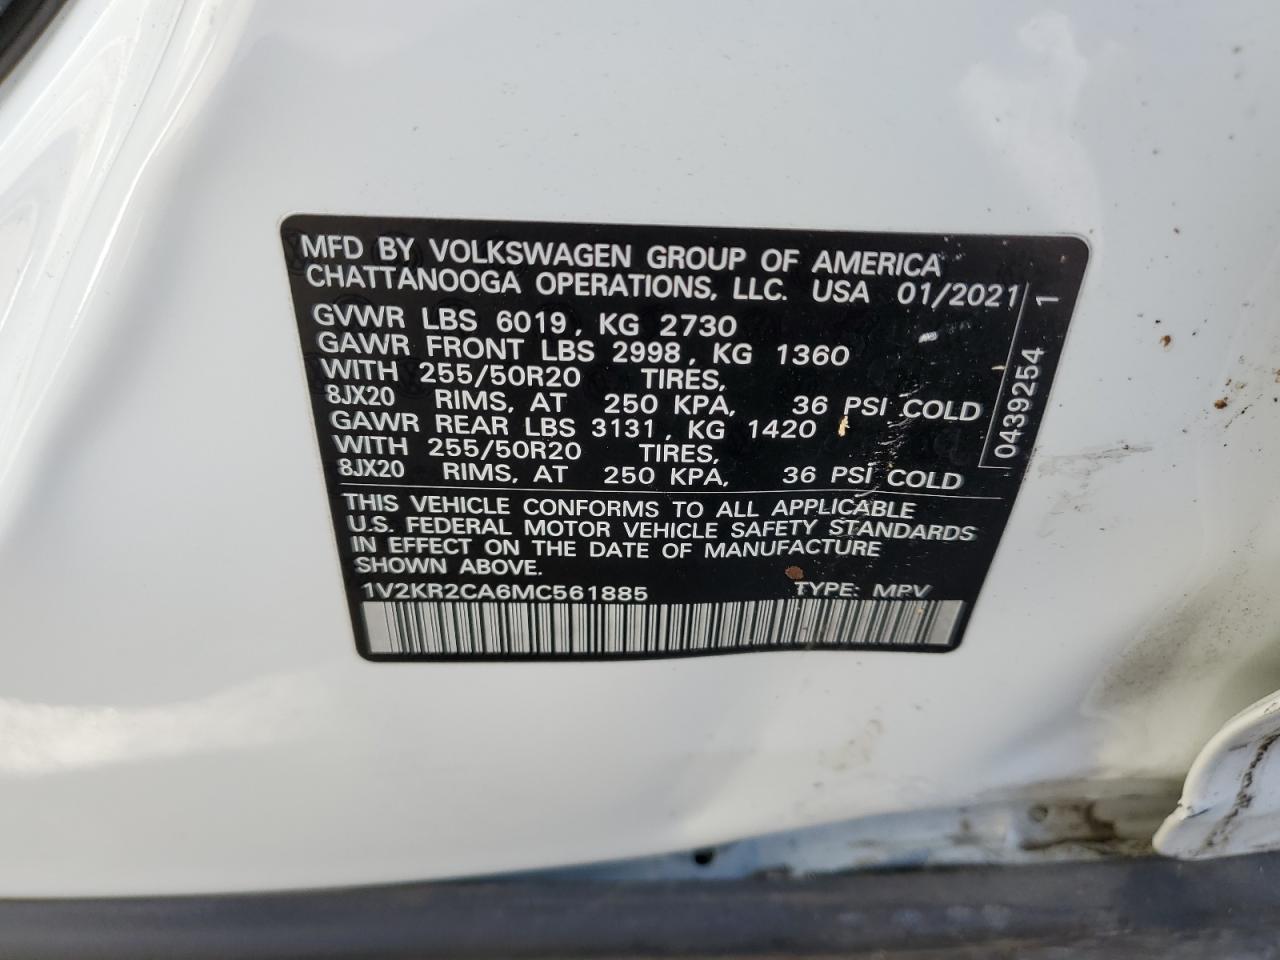 MFD BY VOLKSWAGEN GROUP OF AMERICA
CHATTANOOGA OPERATIONS, LLC. USA 01/2021
GVWR LBS 6019, KG 2730
GAWR FRONT LBS 2998, KG 1360
WITH 255/50R20 TIRES,
8JX20 RIMS, AT 250 KPA, 36 PSI COLD
GAWR REAR LBS 3131, KG 1420
WITH 255/50R20 TIRES,
8JX20 RIMS, AT 250 KPA, 36 PSI COLD
THIS VEHICLE CONFORMS TO ALL APPLICABLE
U.S. FEDERAL MOTOR VEHICLE SAFETY STANDARDS
IN EFFECT ON THE DATE OF MANUFACTURE
SHOWN ABOVE.
1V2KR2CA6MC561885 TYPE: MPV
0439254 1